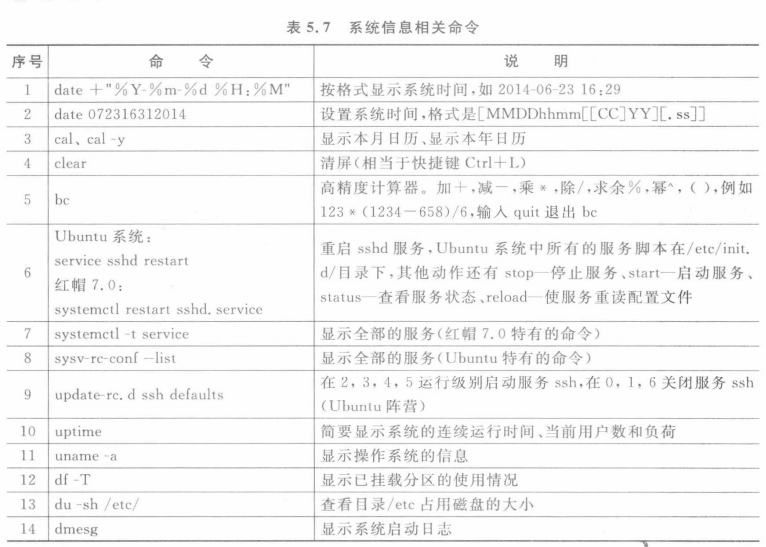 表 5.7 系统信息相关命令
序号 命 令 说 明
1 date +"%Y-%m-%d %H:%M" 按格式显示系统时间,如 2014-06-23 16:29
2 date 072316312014 设置系统时间,格式是[MMDDhhmm[[CC]YY][.ss]]
3 cal、cal -y 显示本月日历、显示本年日历
4 clear 清屏(相当于快捷键 Ctrl+L)
5 bc 高精度计算器。加+,减-,乘*,除/,求余%,幂^,( ),例如
123*(1234-658)/6,输入 quit 退出 bc
6 Ubuntu 系统:
service sshd restart
红帽 7.0:
systemctl restart sshd.service
重启 sshd 服务,Ubuntu 系统中所有的服务脚本在/etc/init.
d/目录下,其他动作还有 stop—停止服务、start—启动服务、
status—查看服务状态、reload—使服务重读配置文件
7 systemctl -t service 显示全部的服务(红帽 7.0 特有的命令)
8 sysv-rc-conf —list 显示全部的服务(Ubuntu 特有的命令)
9 update-rc.d ssh defaults 在 2, 3, 4, 5 运行级别启动服务 ssh,在 0, 1, 6 关闭服务 ssh
(Ubuntu 阵营)
10 uptime 简要显示系统的连续运行时间、当前用户数和负荷
11 uname -a 显示操作系统的信息
12 df -T 显示已挂载分区的使用情况
13 du -sh /etc/ 查看目录/etc 占用磁盘的大小
14 dmesg 显示系统启动日志